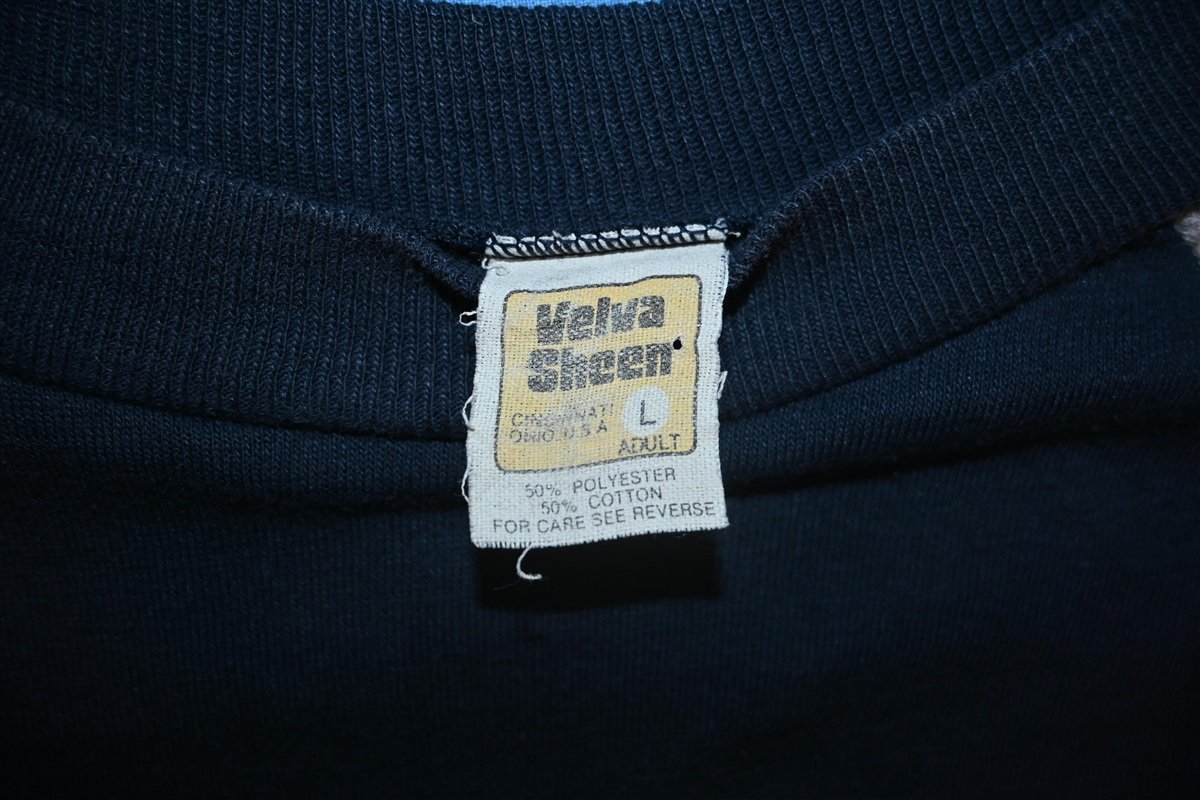 Velva
Sheen
CINCINNATI
OHIO U.S.A
L
ADULT
50% POLYESTER
50% COTTON
FOR CARE SEE REVERSE